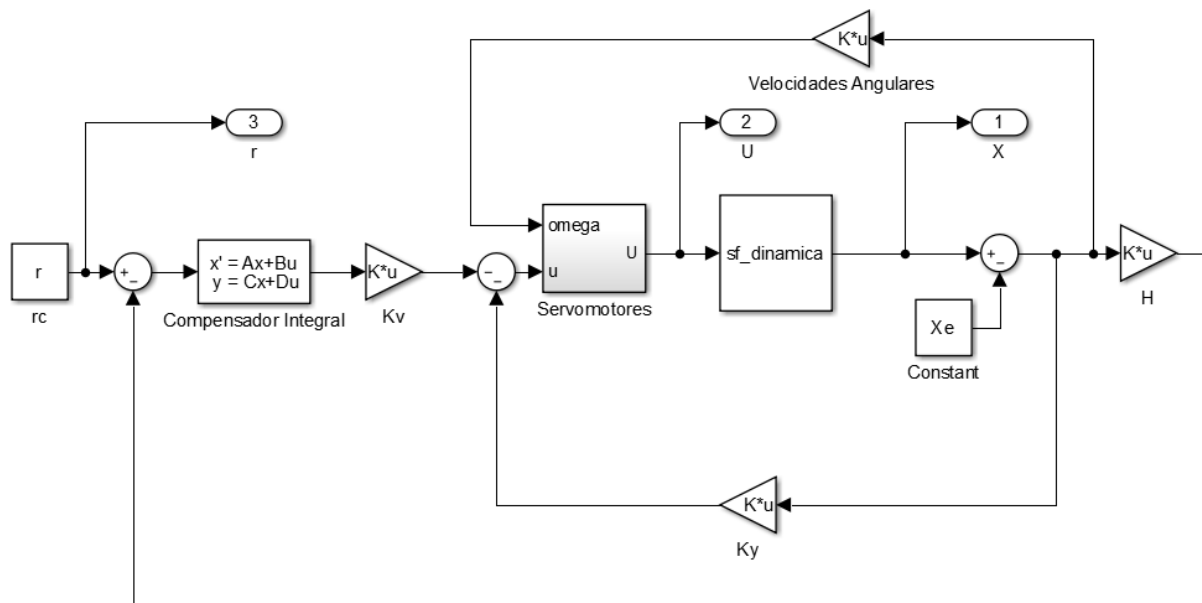 K*u
Velocidades Angulares
3
r
2
U
1
X
r
rc
+
−
x' = Ax+Bu
y = Cx+Du
Compensador Integral
K*u
Kv
−
−
omega
u
U
Servomotores
sf_dinamica
+
−
Xe
Constant
K*u
H
K*u
Ky